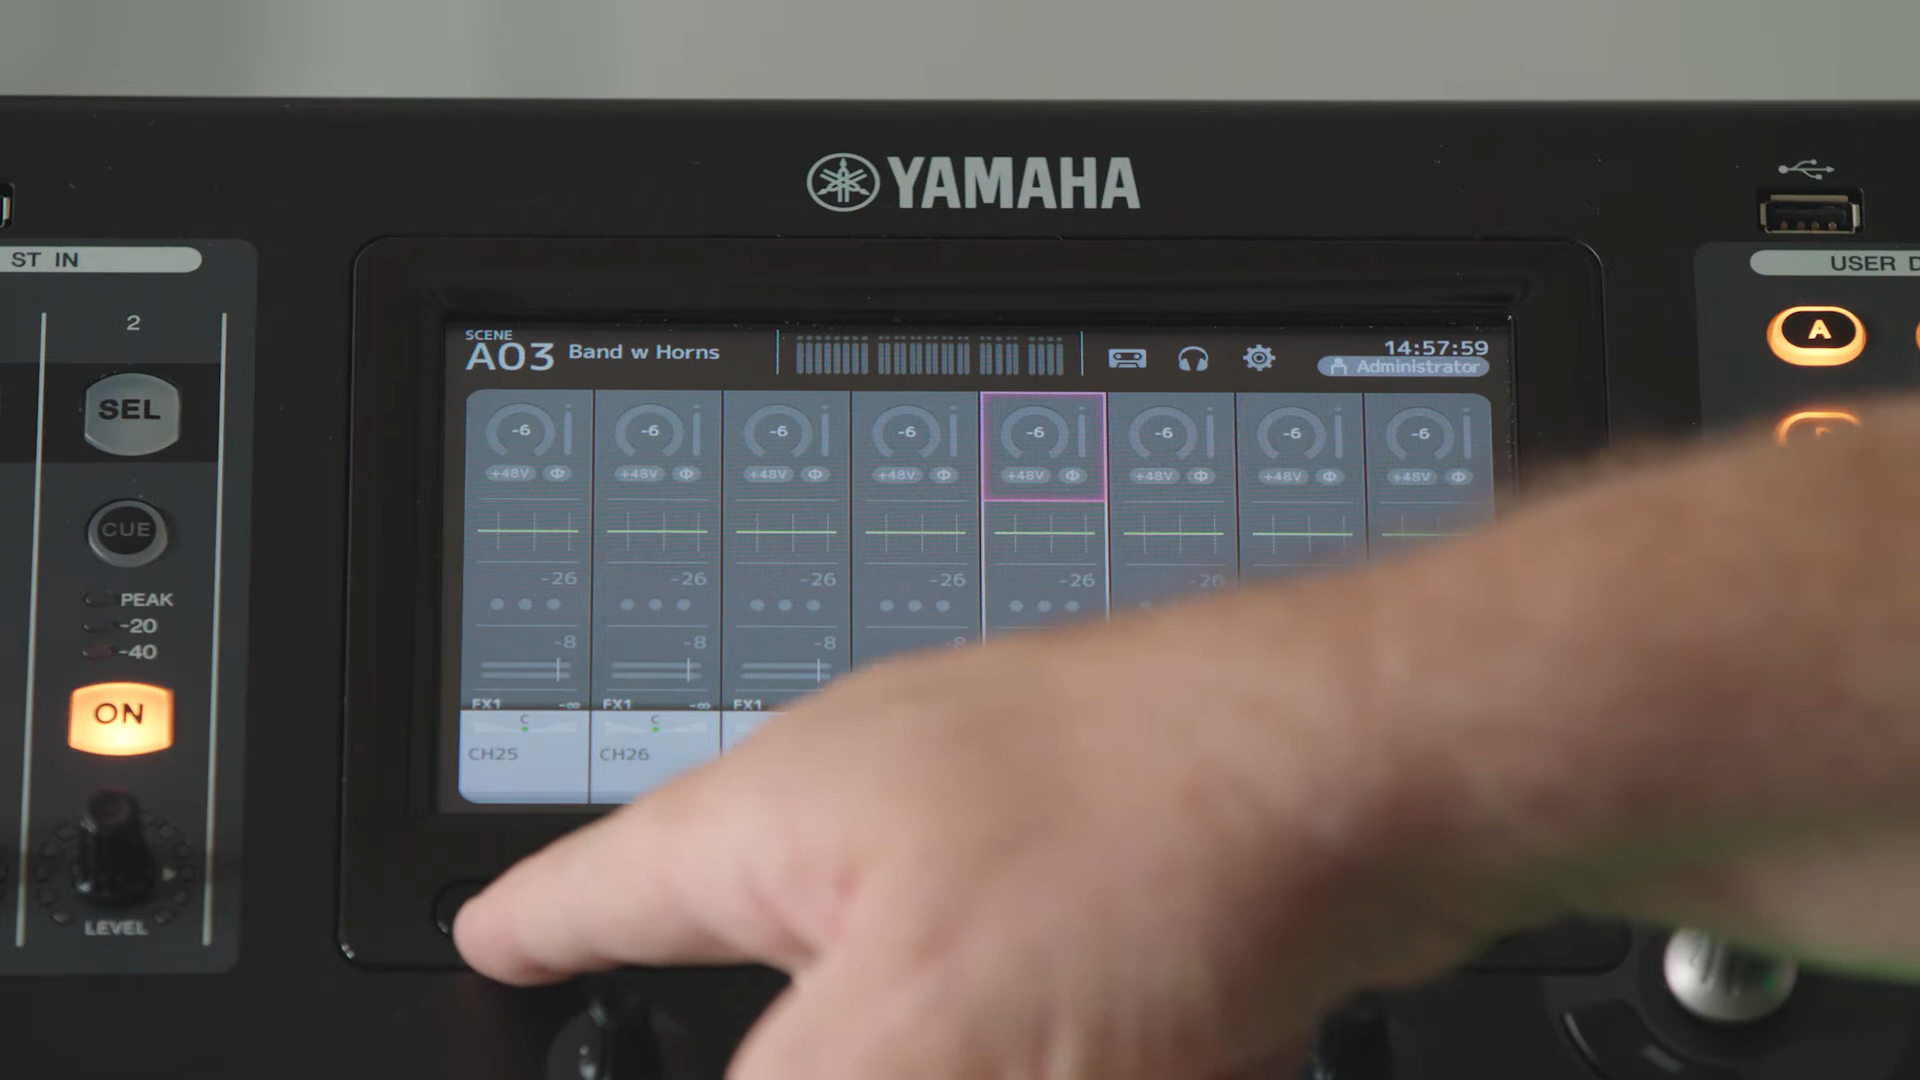 YAMAHA
ST IN
2
SEL
CUE
PEAK
-20
-40
ON
LEVEL
SCENE
A03 Band w Horns
14:57:59
Administrator
-6 -6 -6 -6 -6 -6 -6 -6
+48V Φ +48V Φ +48V Φ +48V Φ +48V Φ +48V Φ +48V Φ +48V Φ
-26 -26 -26 -26 -26 -26
-8 -8 -8 -8
FX1 -∞ FX1 -∞ FX1
C C
CH25 CH26
USER D
A